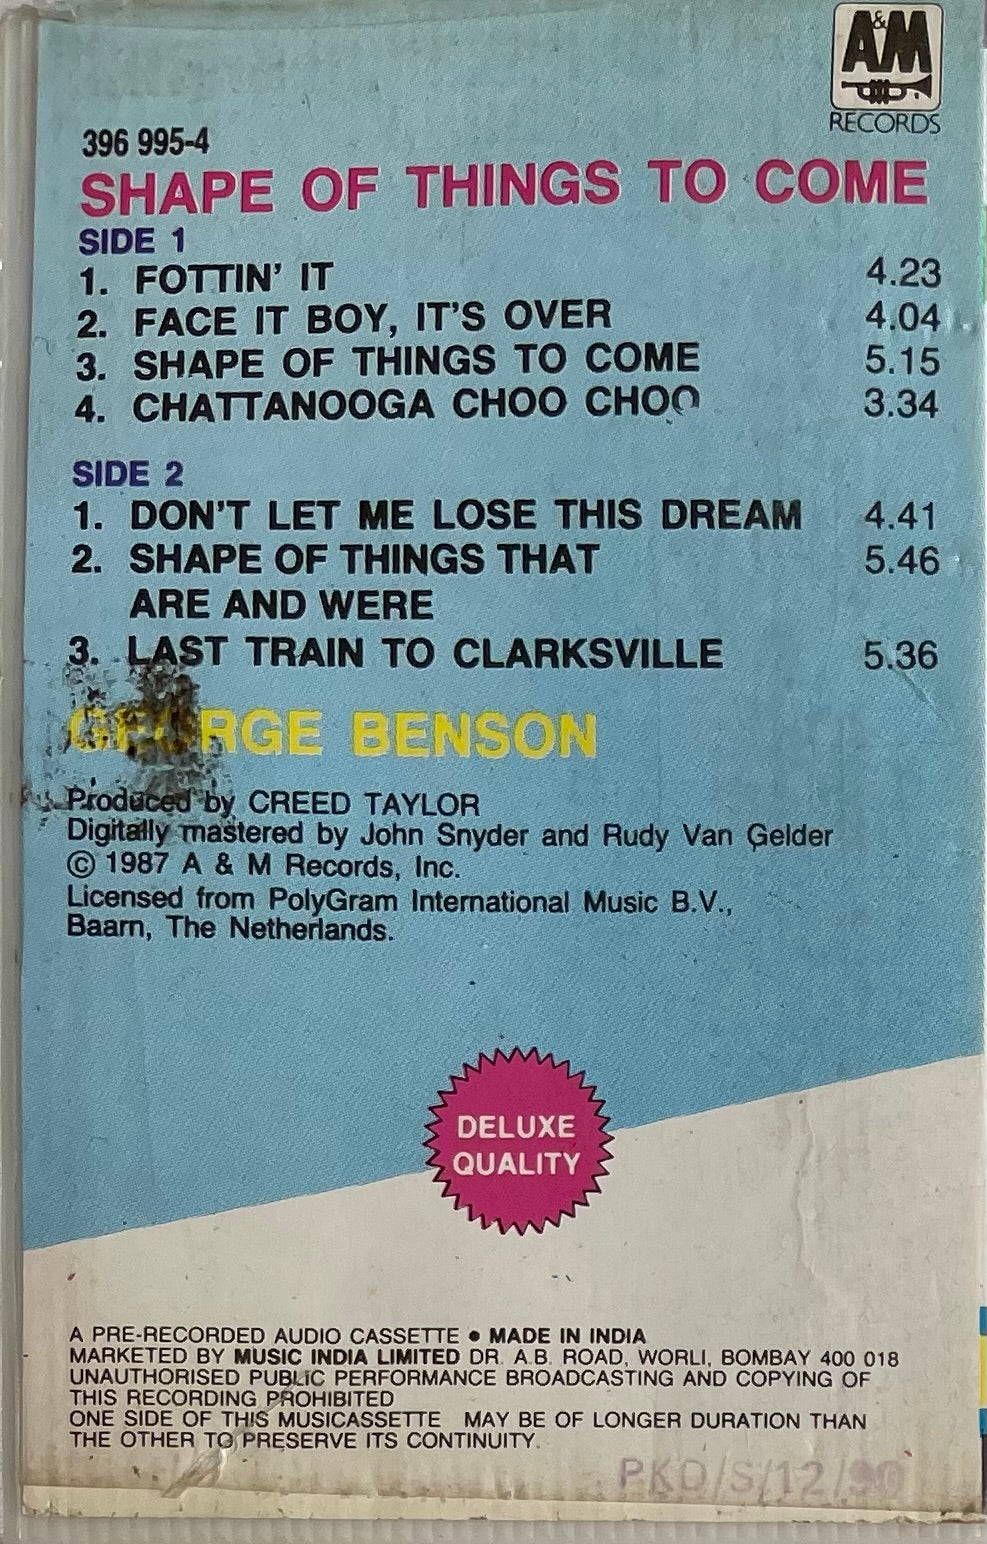 A&M
RECORDS
396 995-4
SHAPE OF THINGS TO COME
SIDE 1
1. FOTTIN' IT 4.23
2. FACE IT BOY, IT'S OVER 4.04
3. SHAPE OF THINGS TO COME 5.15
4. CHATTANOOGA CHOO CHOO 3.34
SIDE 2
1. DON'T LET ME LOSE THIS DREAM 4.41
2. SHAPE OF THINGS THAT 5.46
ARE AND WERE
3. LAST TRAIN TO CLARKSVILLE 5.36
GEORGE BENSON
Produced by CREED TAYLOR
Digitally mastered by John Snyder and Rudy Van Gelder
© 1987 A & M Records, Inc.
Licensed from PolyGram International Music B.V.,
Baarn, The Netherlands.
DELUXE
QUALITY
A PRE-RECORDED AUDIO CASSETTE ● MADE IN INDIA
MARKETED BY MUSIC INDIA LIMITED DR. A.B. ROAD, WORLI, BOMBAY 400 018
UNAUTHORISED PUBLIC PERFORMANCE BROADCASTING AND COPYING OF
THIS RECORDING PROHIBITED
ONE SIDE OF THIS MUSICASSETTE MAY BE OF LONGER DURATION THAN
THE OTHER TO PRESERVE ITS CONTINUITY.
PKD/S/12/90